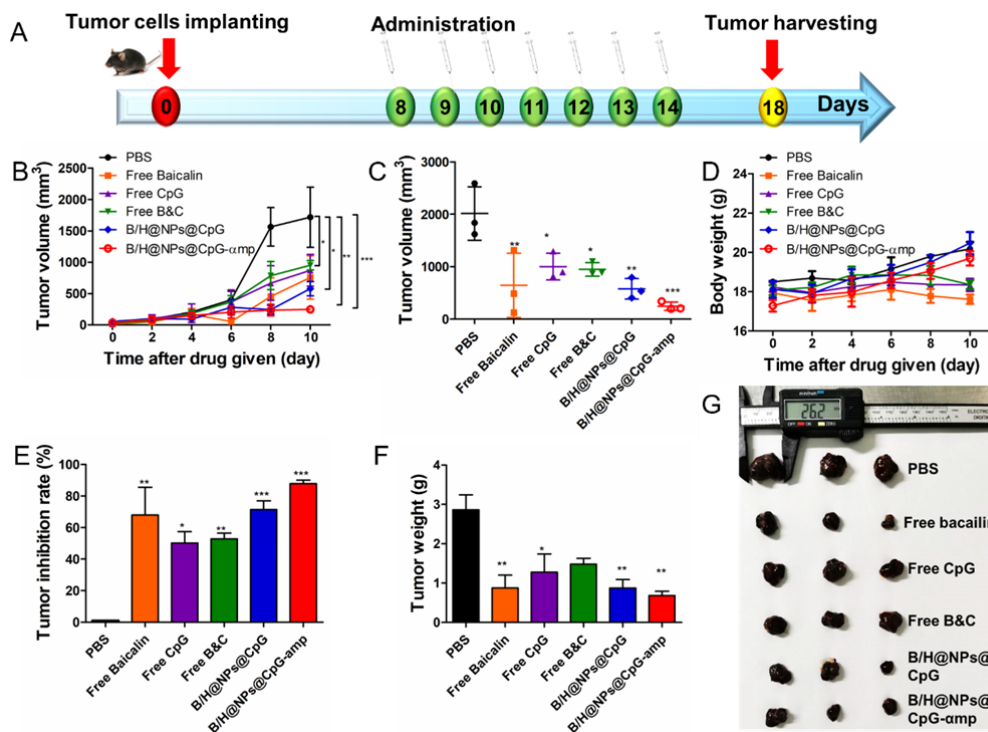 A
Tumor cells implanting
Administration
Tumor harvesting
0
8
9
10
11
12
13
14
18
Days
B
PBS
Free Baicalin
Free CpG
Free B&C
B/H@NPs@CpG
B/H@NPs@CpG-αmp
Tumor volume (mm³)
2500
2000
1500
1000
500
0
0 2 4 6 8 10
Time after drug given (day)
*
*
**
***
C
Tumor volume (mm³)
3000
2000
1000
0
**
*
*
**
***
PBS
Free Baicalin
Free CpG
Free B&C
B/H@NPs@CpG
B/H@NPs@CpG-amp
D
PBS
Free Baicalin
Free CpG
Free B&C
B/H@NPs@CpG
B/H@NPs@CpG-αmp
Body weight (g)
24
22
20
18
16
0 2 4 6 8 10
Time after drug given (day)
E
Tumor inhibition rate (%)
100
80
60
40
20
0
**
*
**
***
***
PBS
Free Baicalin
Free CpG
Free B&C
B/H@NPs@CpG
B/H@NPs@CpG-amp
F
Tumor weight (g)
4
3
2
1
0
**
*
**
**
PBS
Free Baicalin
Free CpG
Free B&C
B/H@NPs@CpG
B/H@NPs@CpG-amp
G
26.2
PBS
Free bacailin
Free CpG
Free B&C
B/H@NPs@
CpG
B/H@NPs@
CpG-αmp